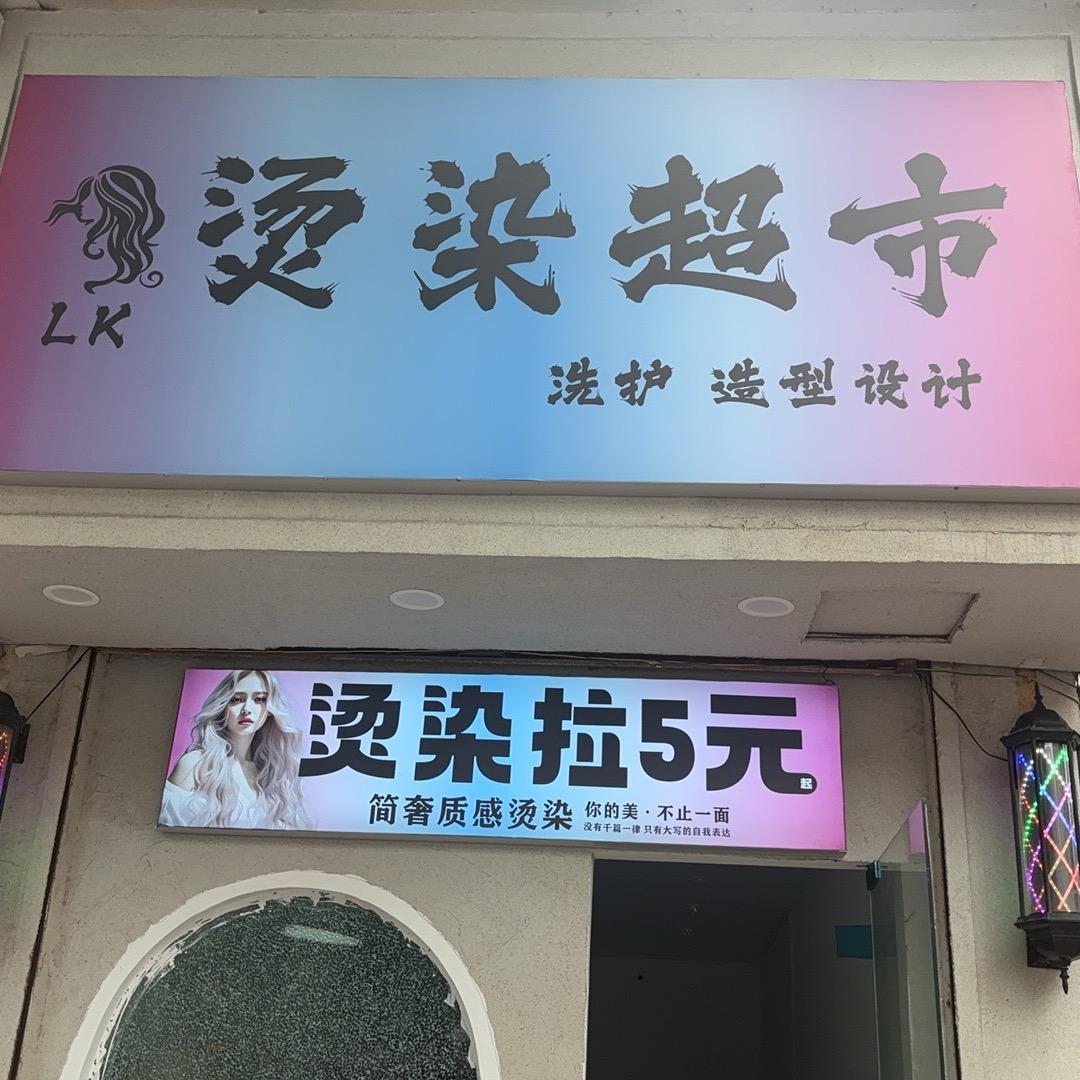 烫染超市
LK
洗护 造型设计
烫染拉5元起
简奢质感烫染
你的美·不止一面
没有千篇一律 只有大写的自我表达